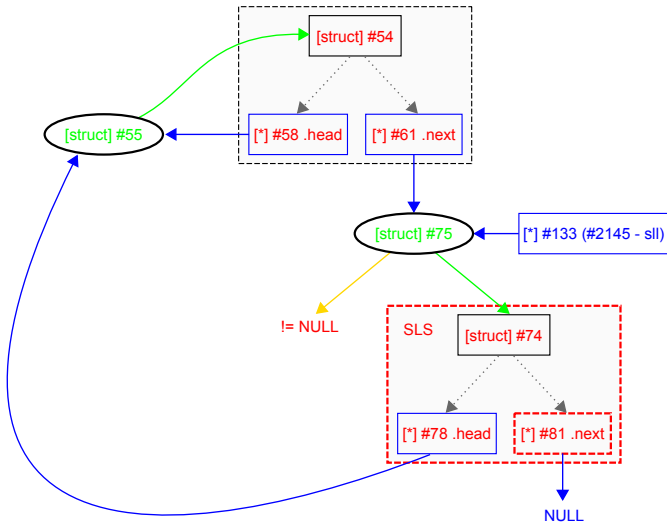 [struct] #54
[struct] #55
[*] #58 .head
[*] #61 .next
[struct] #75
[*] #133 (#2145 - sll)
!= NULL
SLS
[struct] #74
[*] #78 .head
[*] #81 .next
NULL